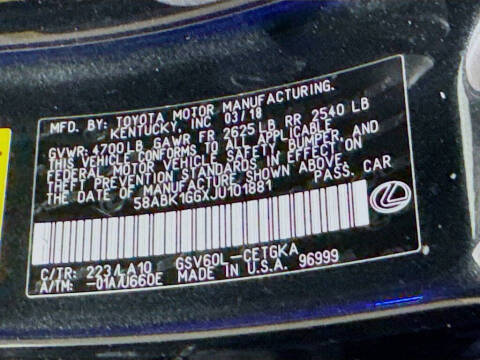 MFD. BY: TOYOTA MOTOR MANUFACTURING,
KENTUCKY, INC 03/18
GVWR: 4700LB GAWR FR 2625LB RR 2540 LB
THIS VEHICLE CONFORMS TO ALL APPLICABLE
FEDERAL MOTOR VEHICLE SAFETY, BUMPER, AND
THEFT PREVENTION STANDARDS IN EFFECT ON
THE DATE OF MANUFACTURE SHOWN ABOVE.
58ABK1GGXJU101881 PASS. CAR
C/TR: 223/LA10 GSV60L-CETGKA
A/TM: -01A/U660E MADE IN U.S.A. 96999